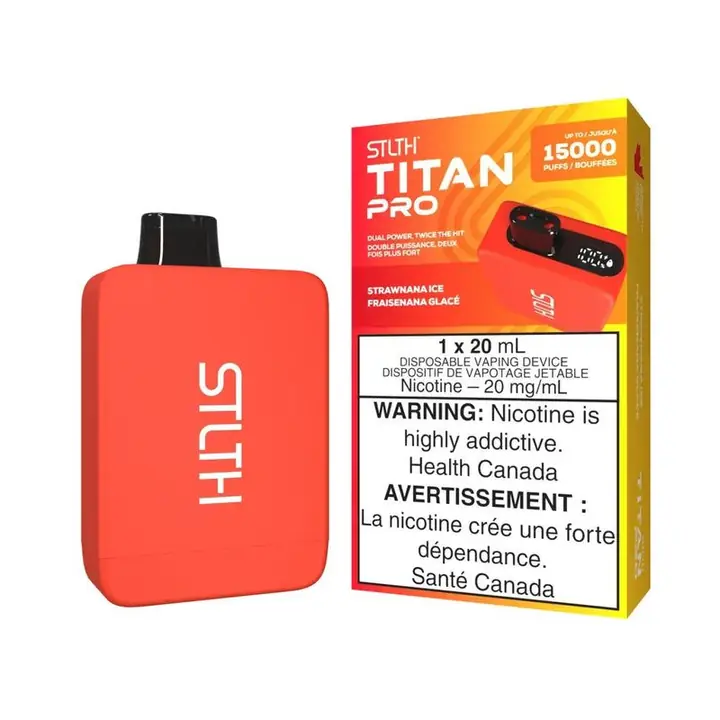 STLTH
STLTH
TITAN
PRO
UP TO / JUSQU'À
15000
PUFFS / BOUFFÉES
DUAL POWER, TWICE THE HIT
DOUBLE PUISSANCE, DEUX
FOIS PLUS FORT
STRAWNANA ICE
FRAISENANA GLACÉ
1 x 20 mL
DISPOSABLE VAPING DEVICE
DISPOSITIF DE VAPOTAGE JETABLE
Nicotine – 20 mg/mL
WARNING: Nicotine is
highly addictive.
Health Canada
AVERTISSEMENT :
La nicotine crée une forte
dépendance.
Santé Canada
TITAN